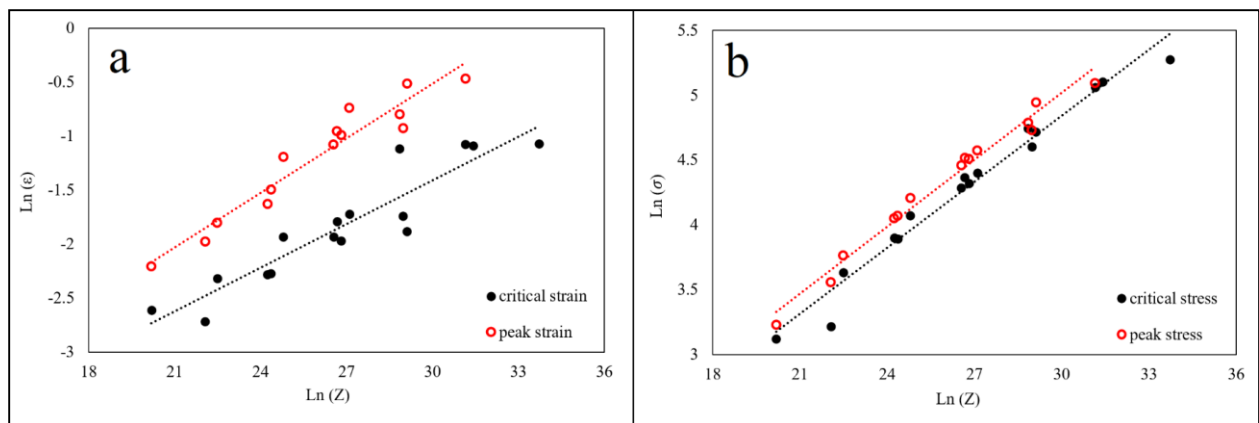 a
0
-0.5
-1
-1.5
-2
-2.5
-3
Ln (ε)
18 21 24 27 30 33 36
Ln (Z)
critical strain
peak strain
b
5.5
5
4.5
4
3.5
3
Ln (σ)
18 21 24 27 30 33 36
Ln (Z)
critical stress
peak stress